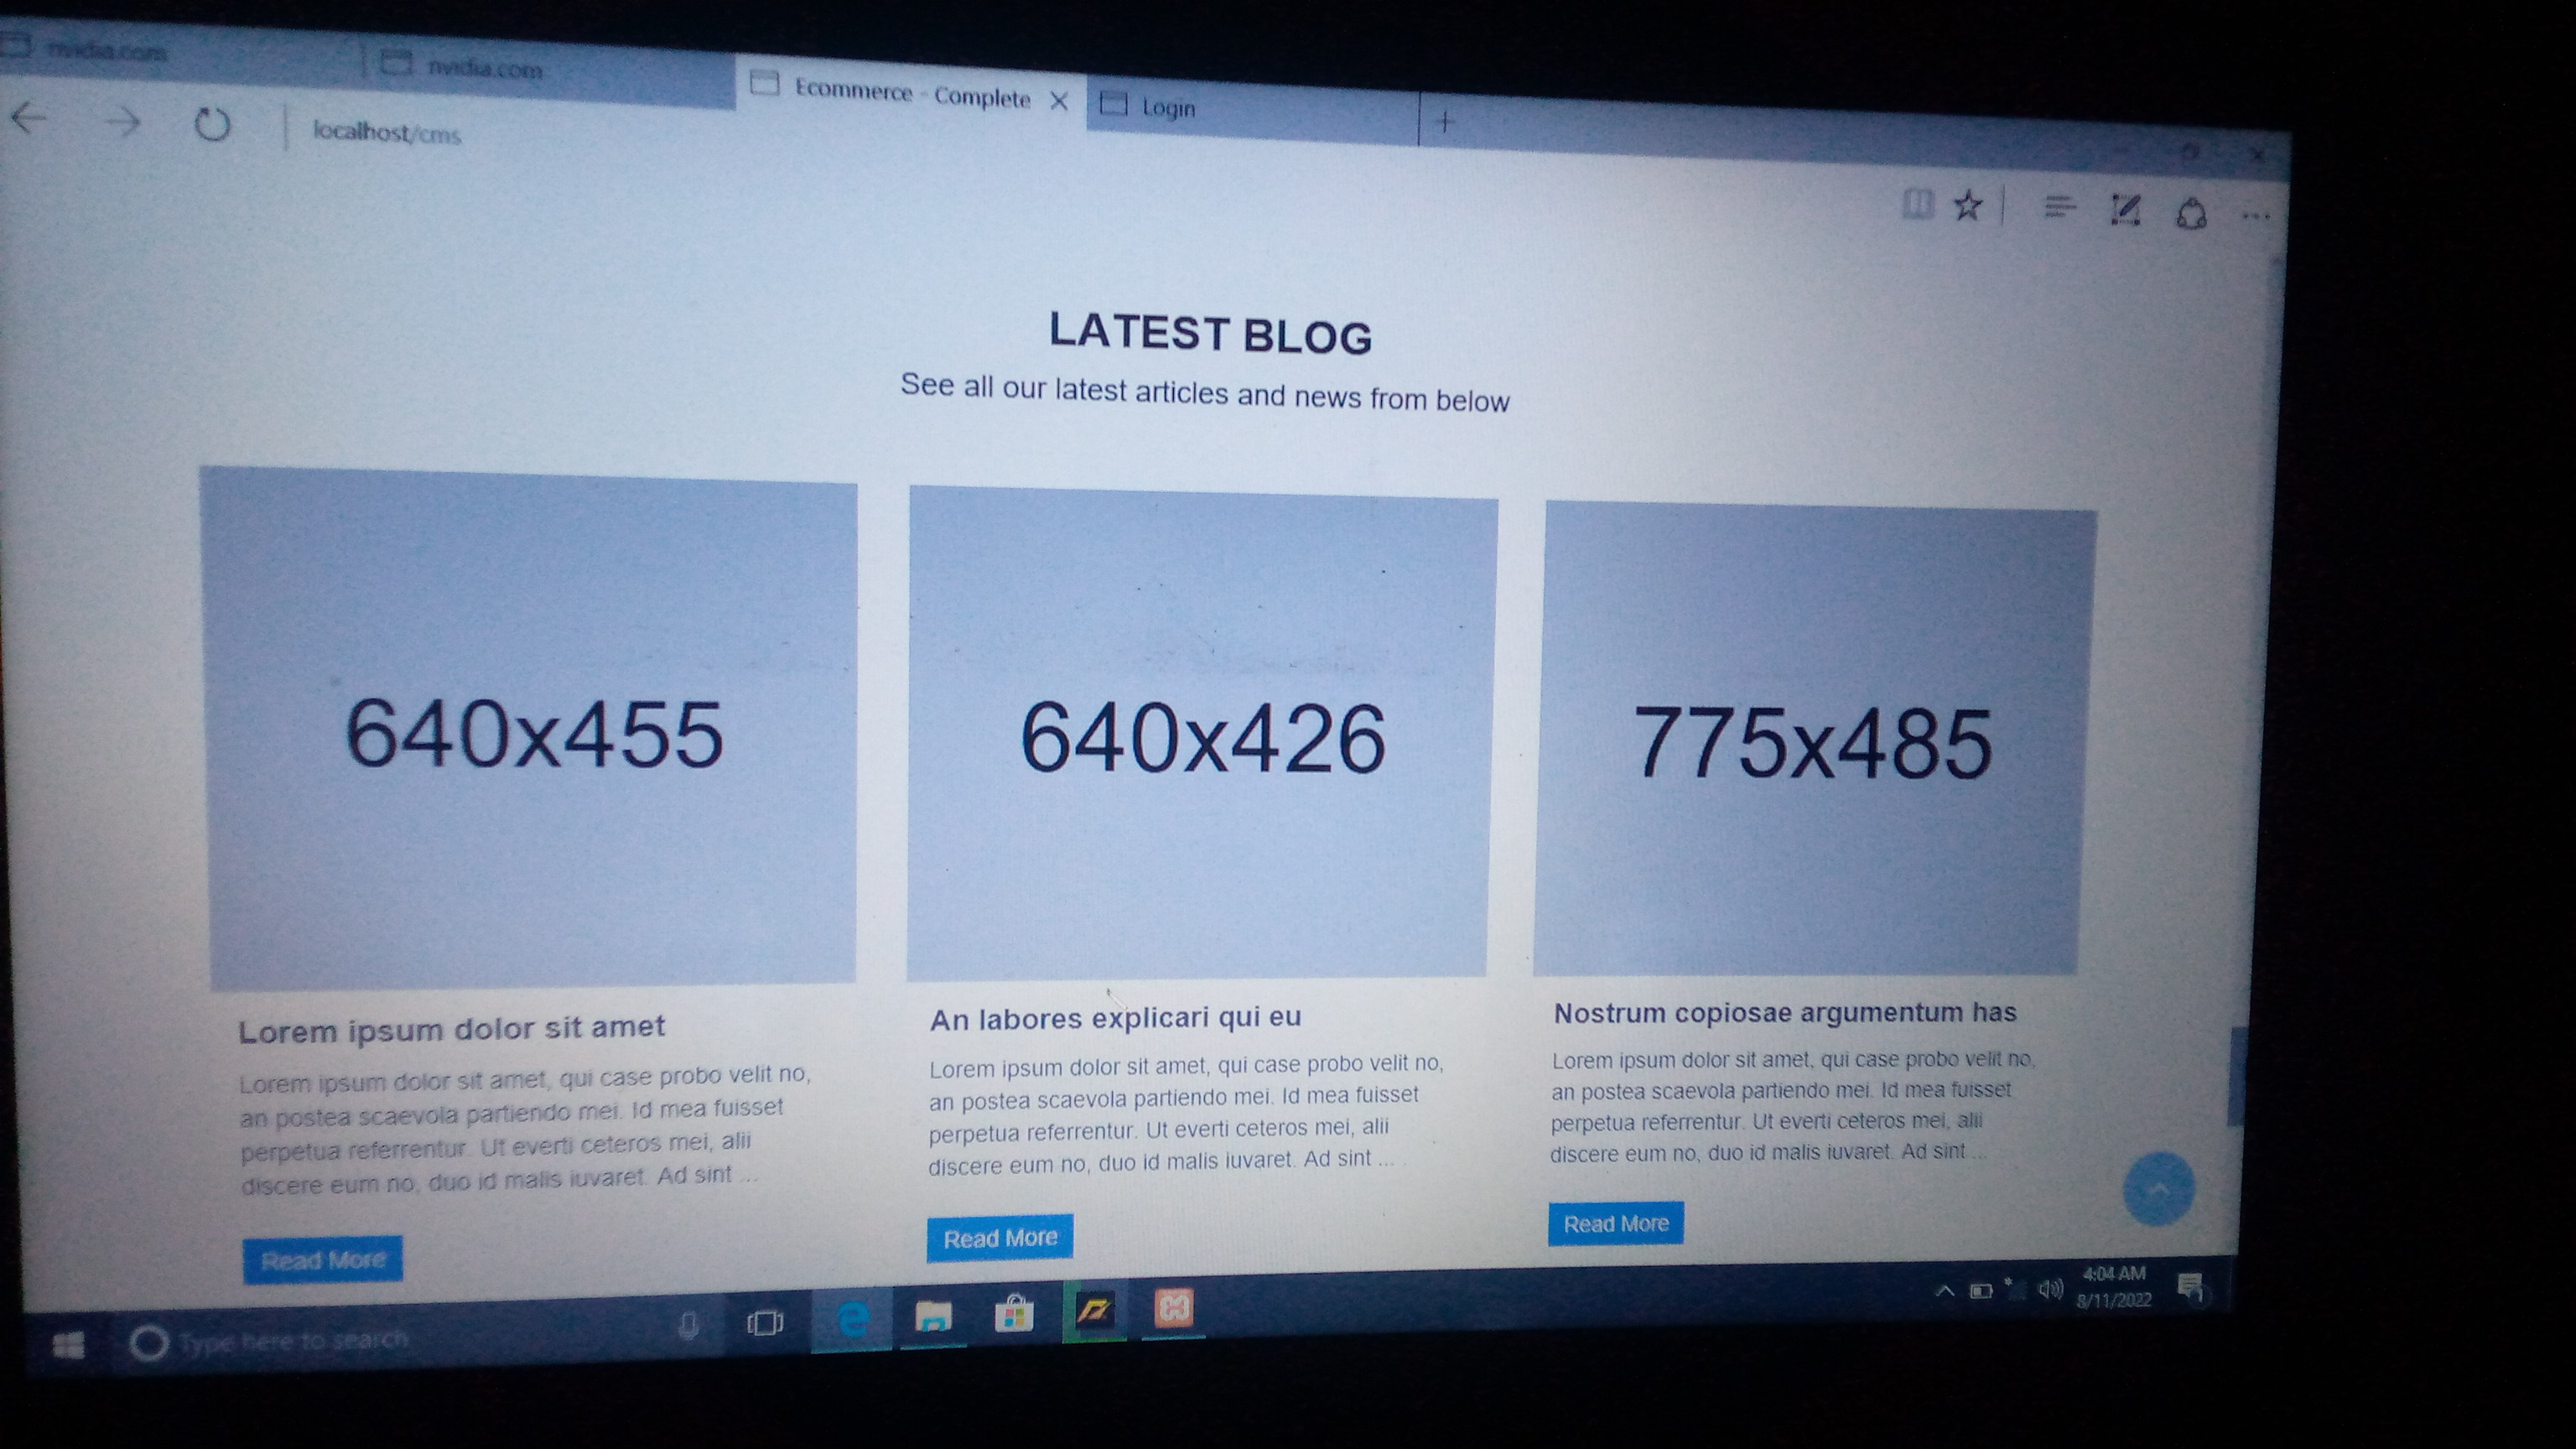 nvidia.com
nvidia.com
Ecommerce - Complete
Login
localhost/cms
LATEST BLOG
See all our latest articles and news from below
640x455
640x426
775x485
Lorem ipsum dolor sit amet
Lorem ipsum dolor sit amet, qui case probo velit no,
an postea scaevola partiendo mei. Id mea fuisset
perpetua referrentur. Ut everti ceteros mei, alii
discere eum no, duo id malis iuvaret. Ad sint ...
Read More
An labores explicari qui eu
Lorem ipsum dolor sit amet, qui case probo velit no,
an postea scaevola partiendo mei. Id mea fuisset
perpetua referrentur. Ut everti ceteros mei, alii
discere eum no, duo id malis iuvaret. Ad sint ...
Read More
Nostrum copiosae argumentum has
Lorem ipsum dolor sit amet, qui case probo velit no,
an postea scaevola partiendo mei. Id mea fuisset
perpetua referrentur. Ut everti ceteros mei, alii
discere eum no, duo id malis iuvaret. Ad sint ...
Read More
Type here to search
4:04 AM
8/11/2022